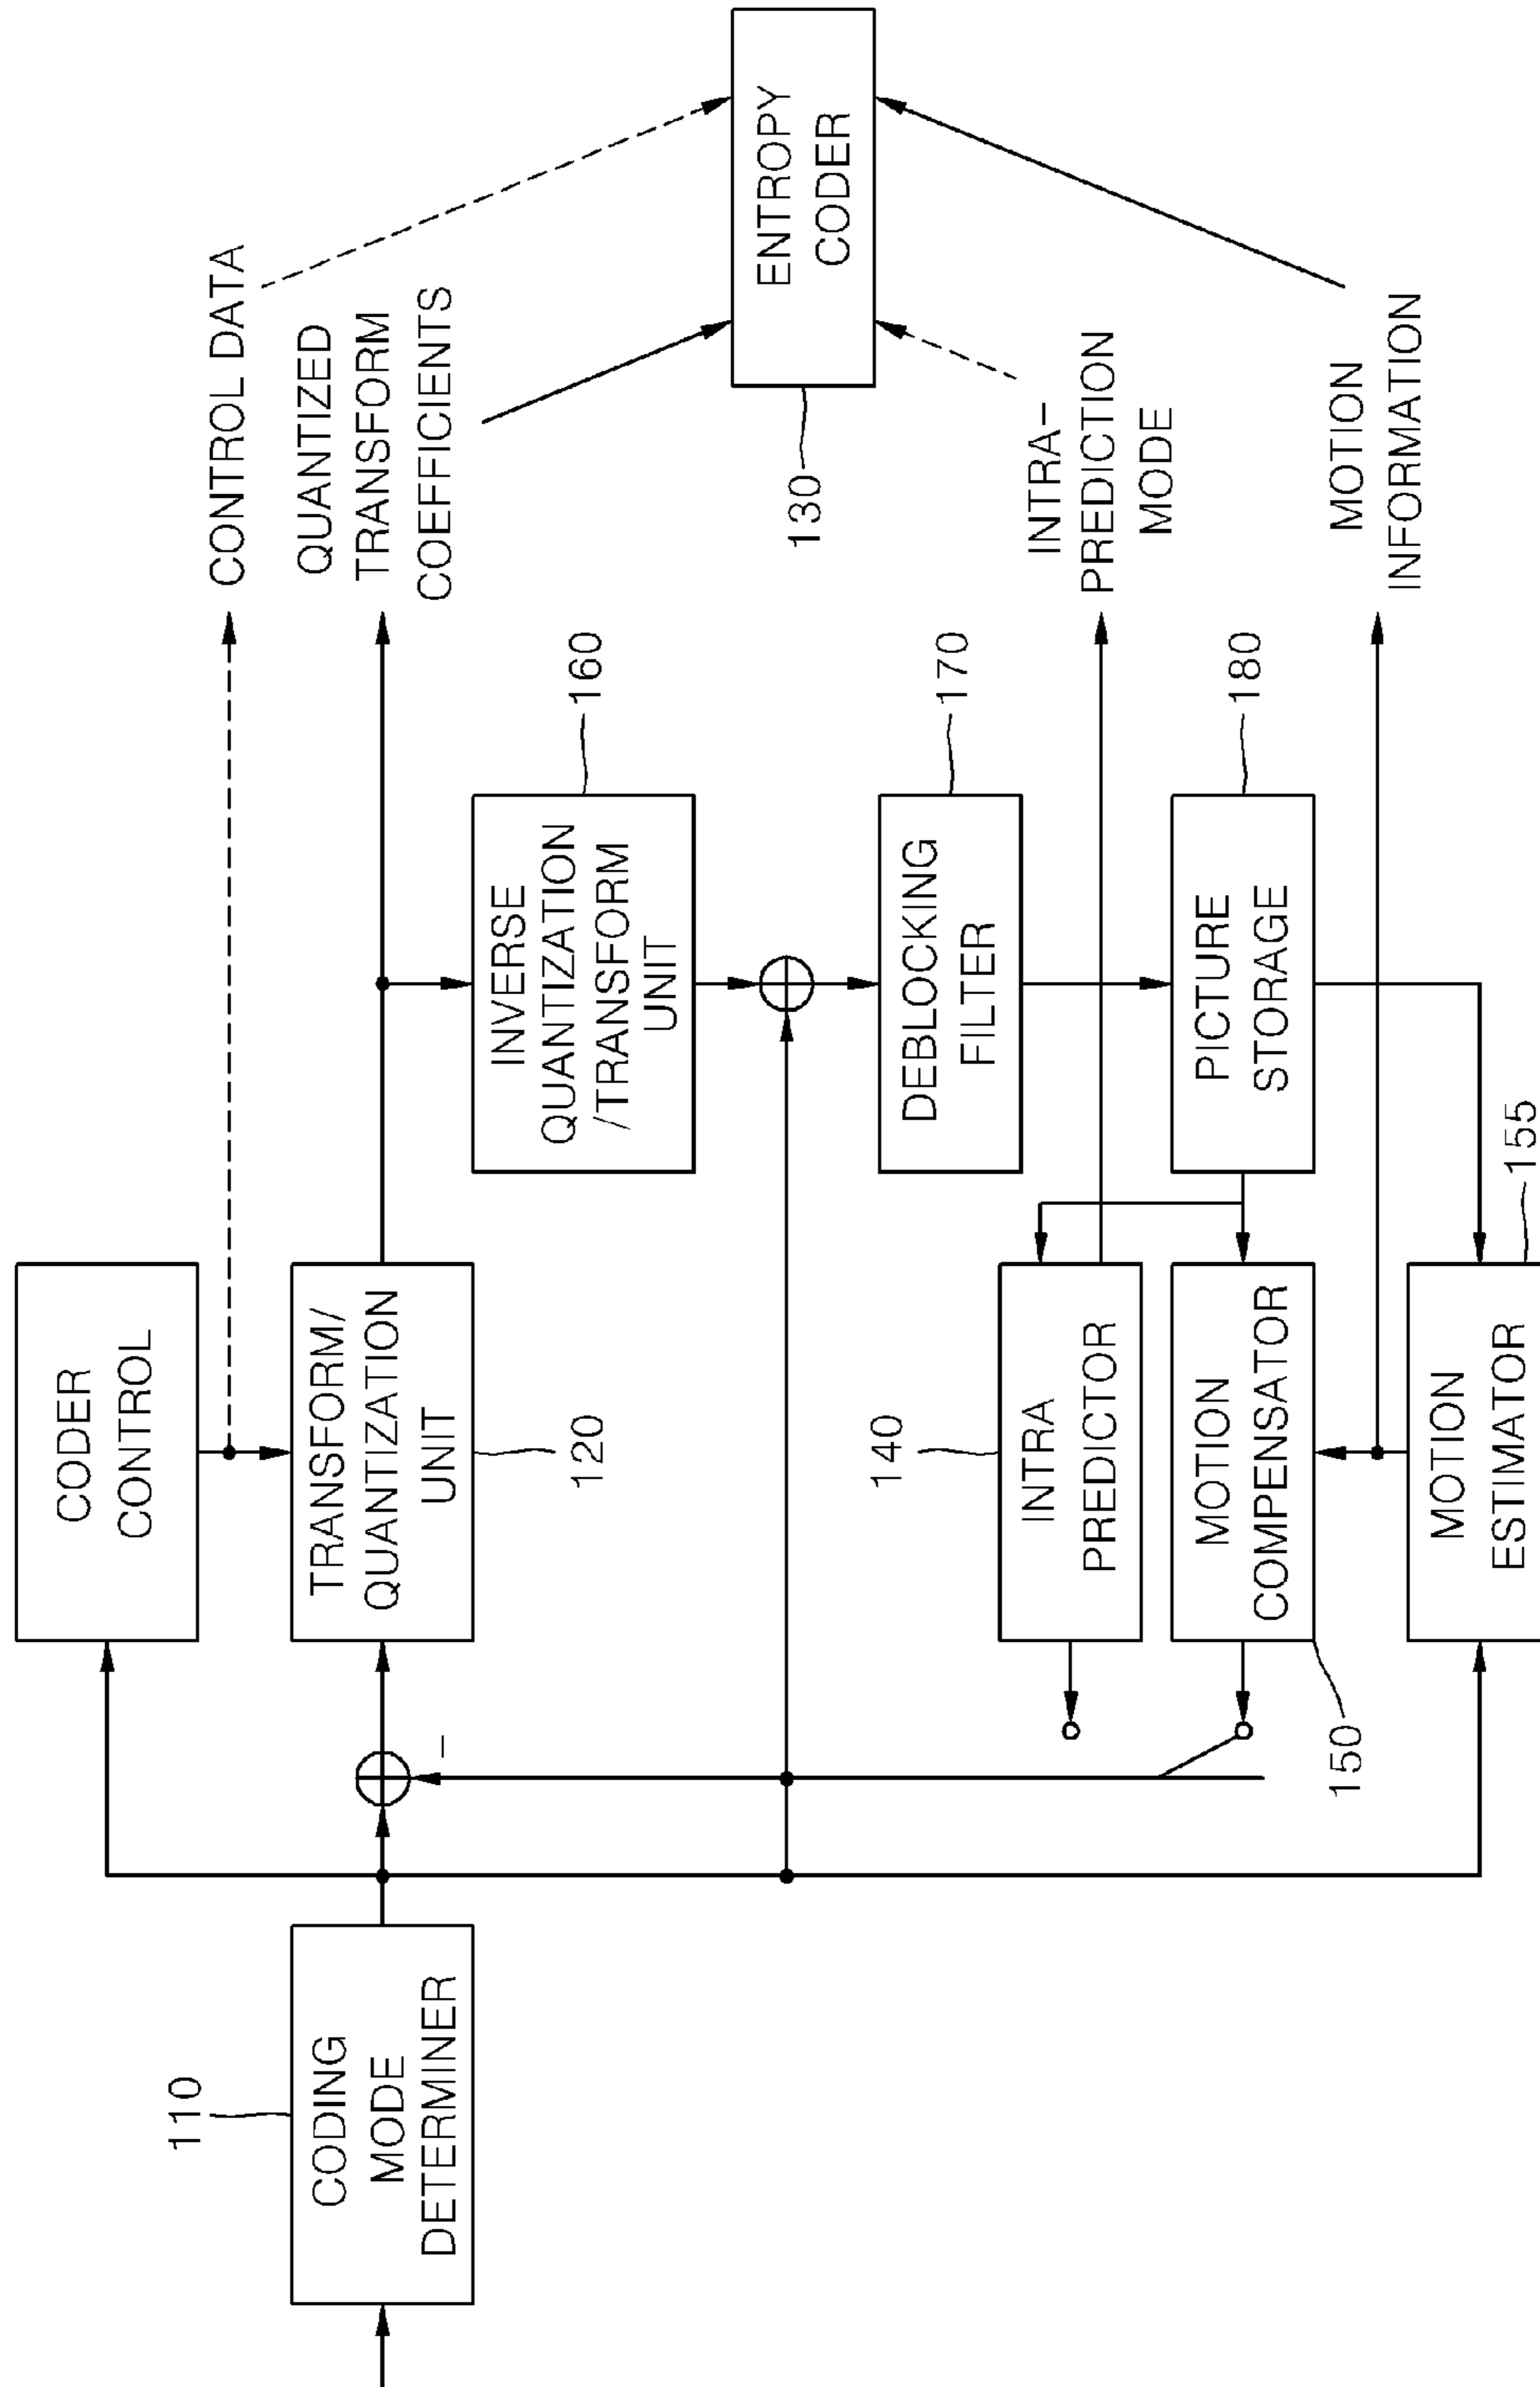 CODER
CONTROL
CONTROL DATA
110
CODING
MODE
DETERMINER
TRANSFORM/
QUANTIZATION
UNIT
120
QUANTIZED
TRANSFORM
COEFFICIENTS
INVERSE
QUANTIZATION
/TRANSFORM
UNIT
160
ENTROPY
CODER
130
DEBLOCKING
FILTER
170
140
INTRA
PREDICTOR
INTRA-
PREDICTION
MODE
MOTION
COMPENSATOR
150
PICTURE
STORAGE
180
MOTION
INFORMATION
MOTION
ESTIMATOR
155
–